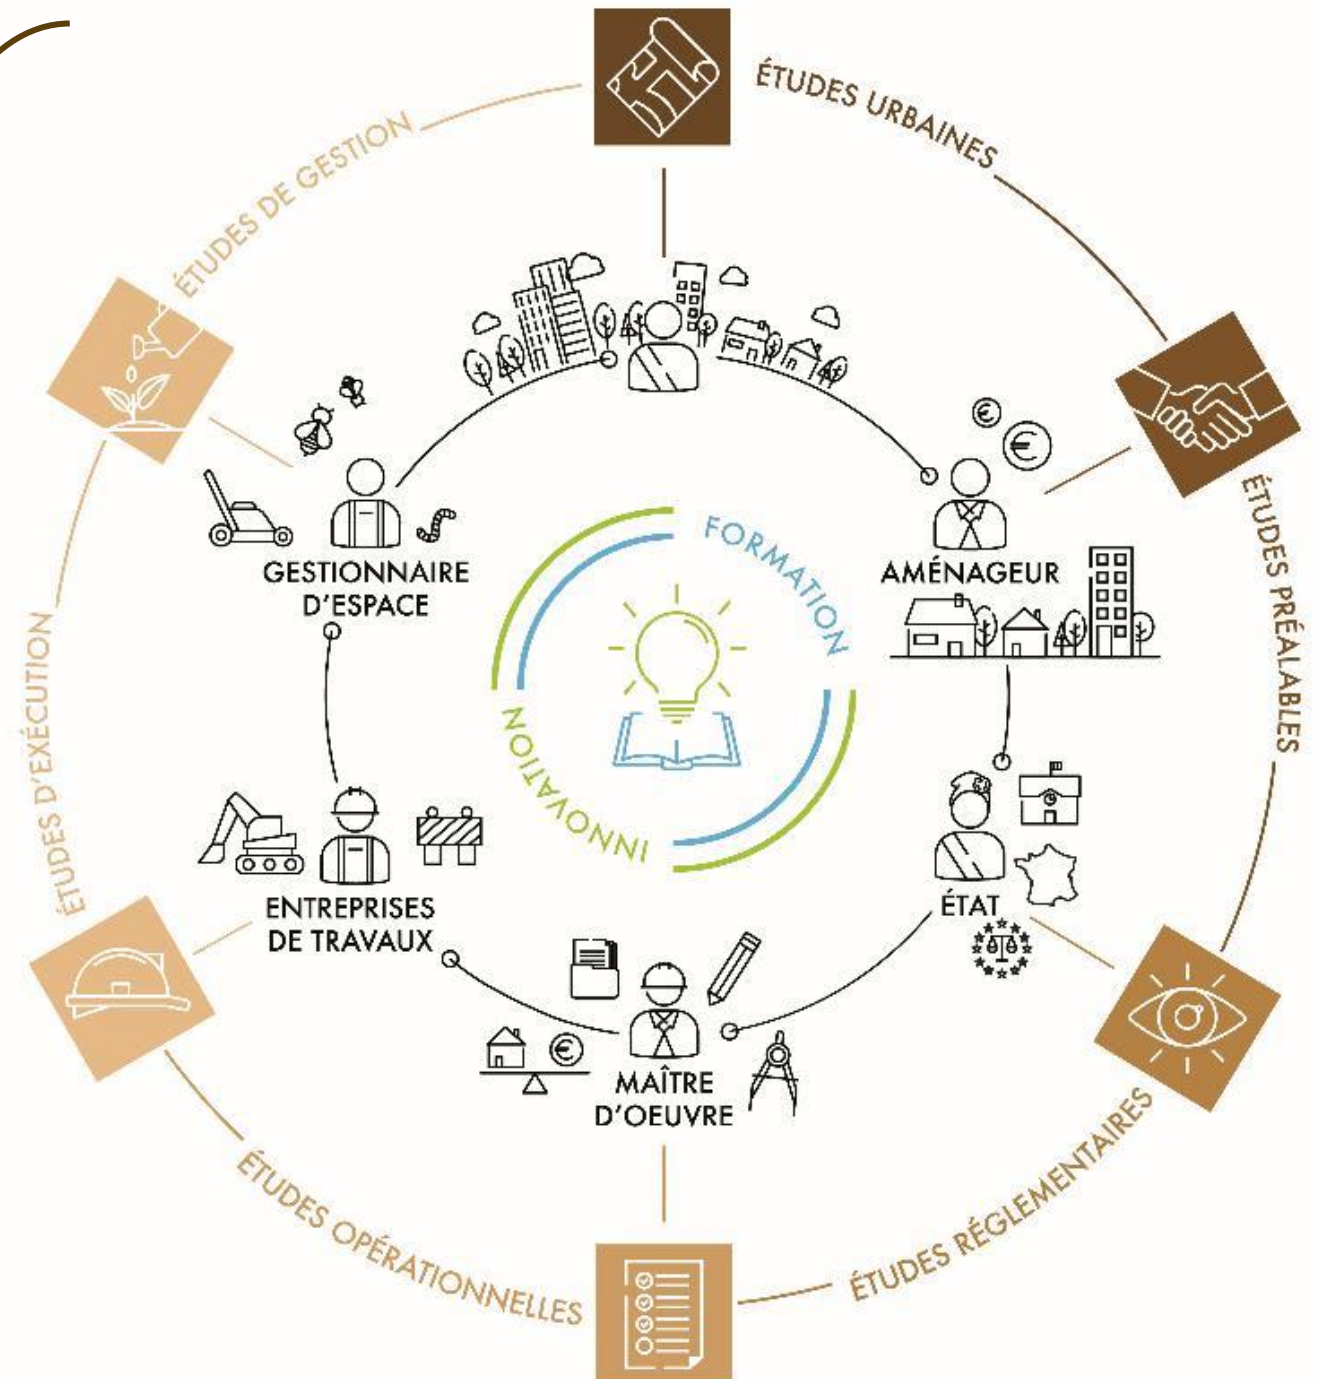 ÉTUDES URBAINES
ÉTUDES DE GESTION
ÉTUDES PRÉALABLES
GESTIONNAIRE
D'ESPACE
FORMATION
AMÉNAGEUR
INNOVATION
ÉTUDES D'EXÉCUTION
ENTREPRISES
DE TRAVAUX
ÉTAT
MAÎTRE
D'OEUVRE
ÉTUDES OPÉRATIONNELLES
ÉTUDES RÉGLEMENTAIRES
€
€
€